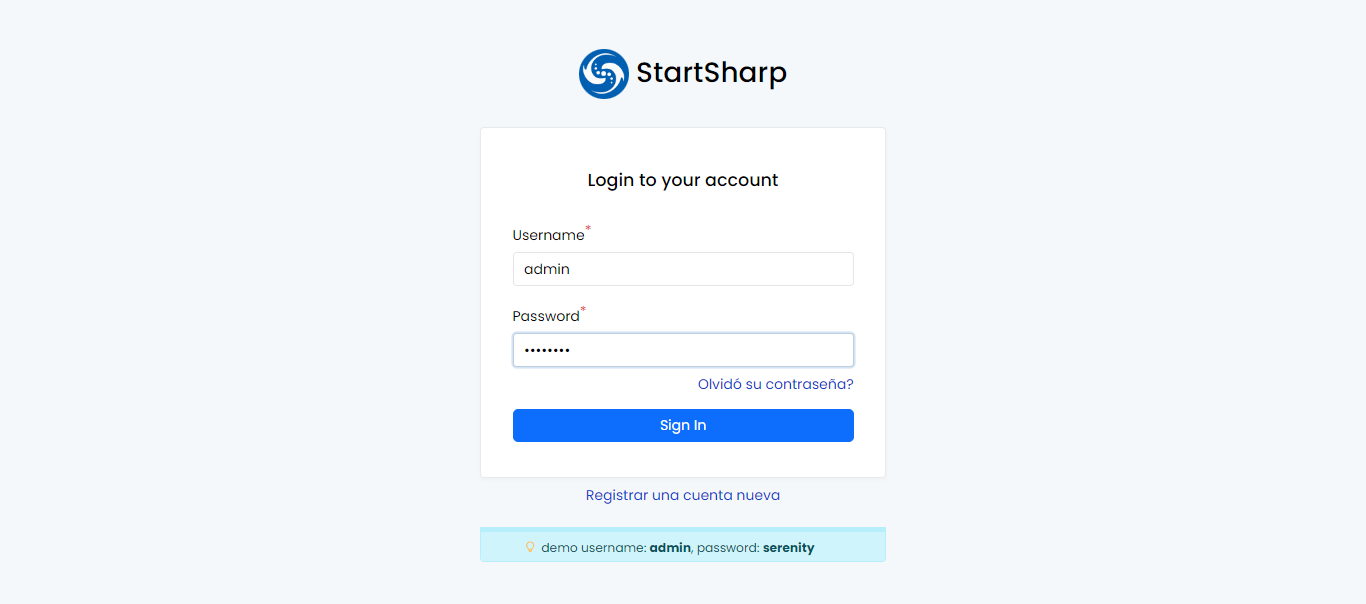 StartSharp
Login to your account
Username*
admin
Password*
••••••••
Olvidó su contraseña?
Sign In
Registrar una cuenta nueva
demo username: admin, password: serenity